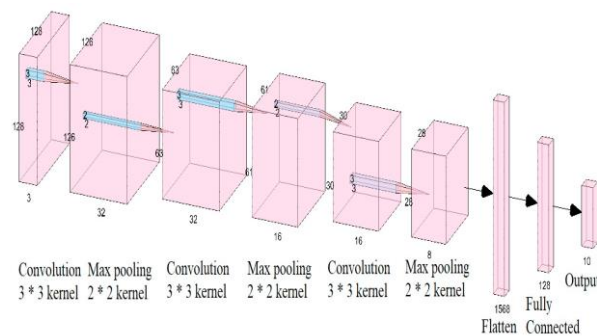 128
128
3
3
3
126
126
2
2
32
63
63
3
3
32
61
61
2
2
16
30
30
3
3
16
28
28
8
1568
128
10
Convolution
3 * 3 kernel
Max pooling
2 * 2 kernel
Convolution
3 * 3 kernel
Max pooling
2 * 2 kernel
Convolution
3 * 3 kernel
Max pooling
2 * 2 kernel
Flatten
Fully
Connected
Output